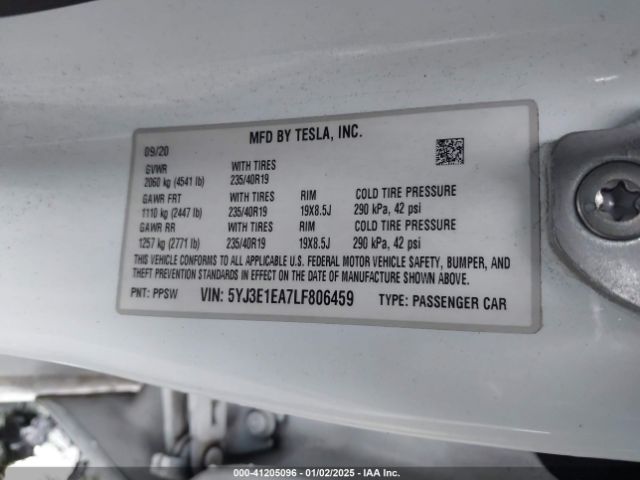 MFD BY TESLA, INC.
09/20
GVWR WITH TIRES
2060 kg (4541 lb) 235/40R19
GAWR FRT WITH TIRES RIM COLD TIRE PRESSURE
1110 kg (2447 lb) 235/40R19 19X8.5J 290 kPa, 42 psi
GAWR RR WITH TIRES RIM COLD TIRE PRESSURE
1257 kg (2771 lb) 235/40R19 19X8.5J 290 kPa, 42 psi
THIS VEHICLE CONFORMS TO ALL APPLICABLE U.S. FEDERAL MOTOR VEHICLE SAFETY, BUMPER, AND
THEFT PREVENTION STANDARDS IN EFFECT ON THE DATE OF MANUFACTURE SHOWN ABOVE.
PNT: PPSW VIN: 5YJ3E1EA7LF806459 TYPE: PASSENGER CAR
000-41205096 - 01/02/2025 - IAA Inc.